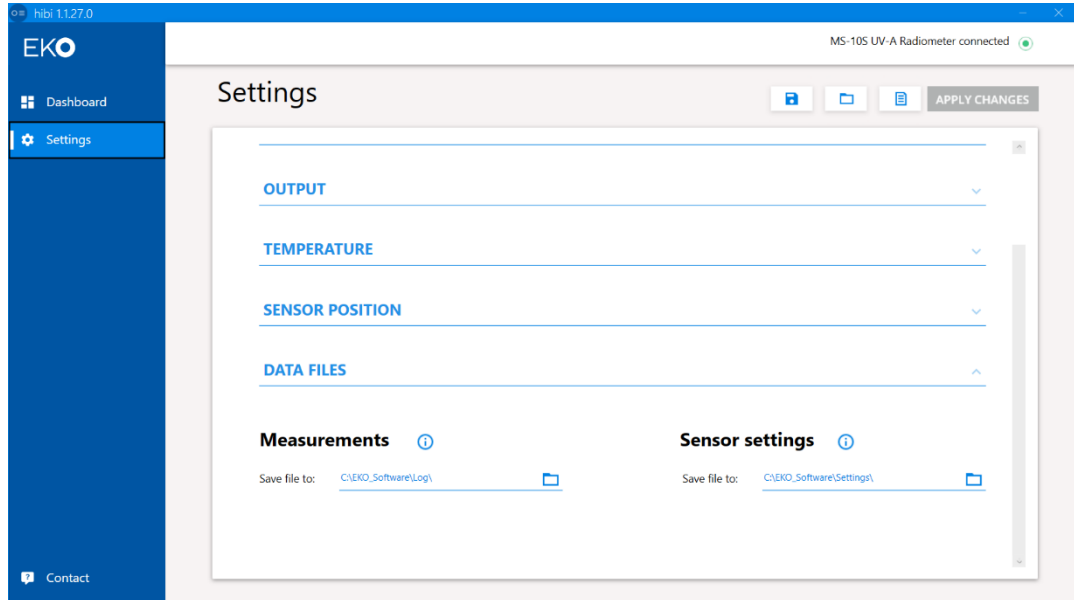 hibi 1.1.27.0
EKO
MS-10S UV-A Radiometer connected
Dashboard
Settings
Settings
APPLY CHANGES
OUTPUT
TEMPERATURE
SENSOR POSITION
DATA FILES
Measurements
Save file to: C:\EKO_Software\Log\
Sensor settings
Save file to: C:\EKO_Software\Settings\
Contact